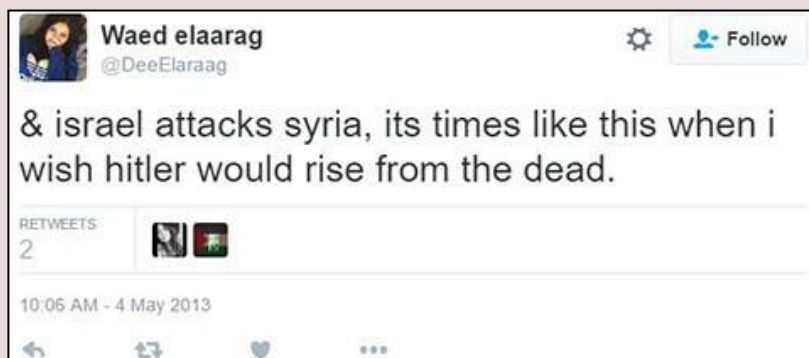 Waed elaarag
@DeeElaraag
Follow
& israel attacks syria, its times like this when i
wish hitler would rise from the dead.
RETWEETS
2
10:06 AM - 4 May 2013